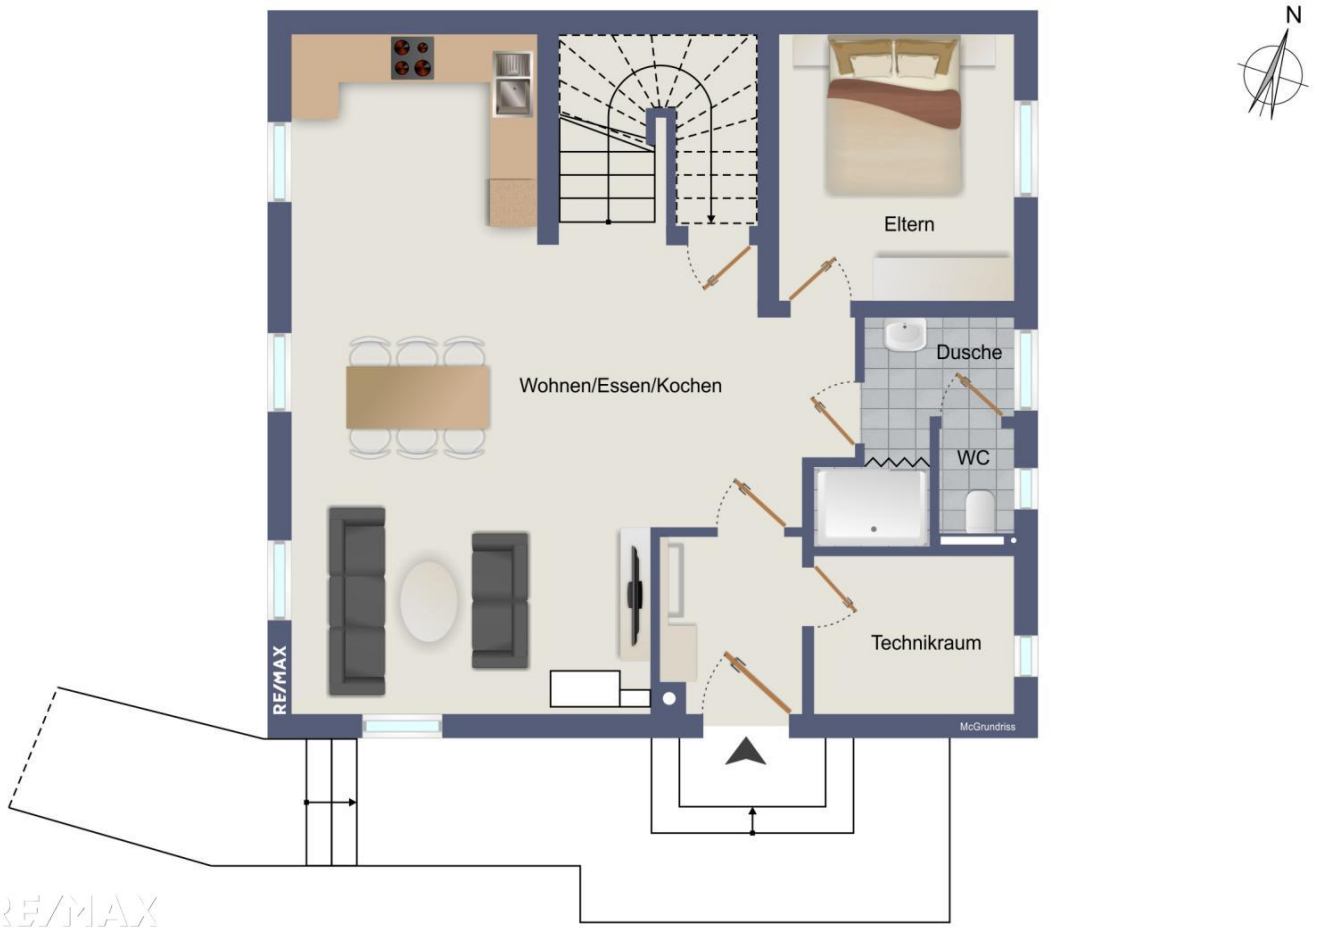 N
Eltern
Dusche
Wohnen/Essen/Kochen
WC
Technikraum
RE/MAX
McGrundriss
RE/MAX